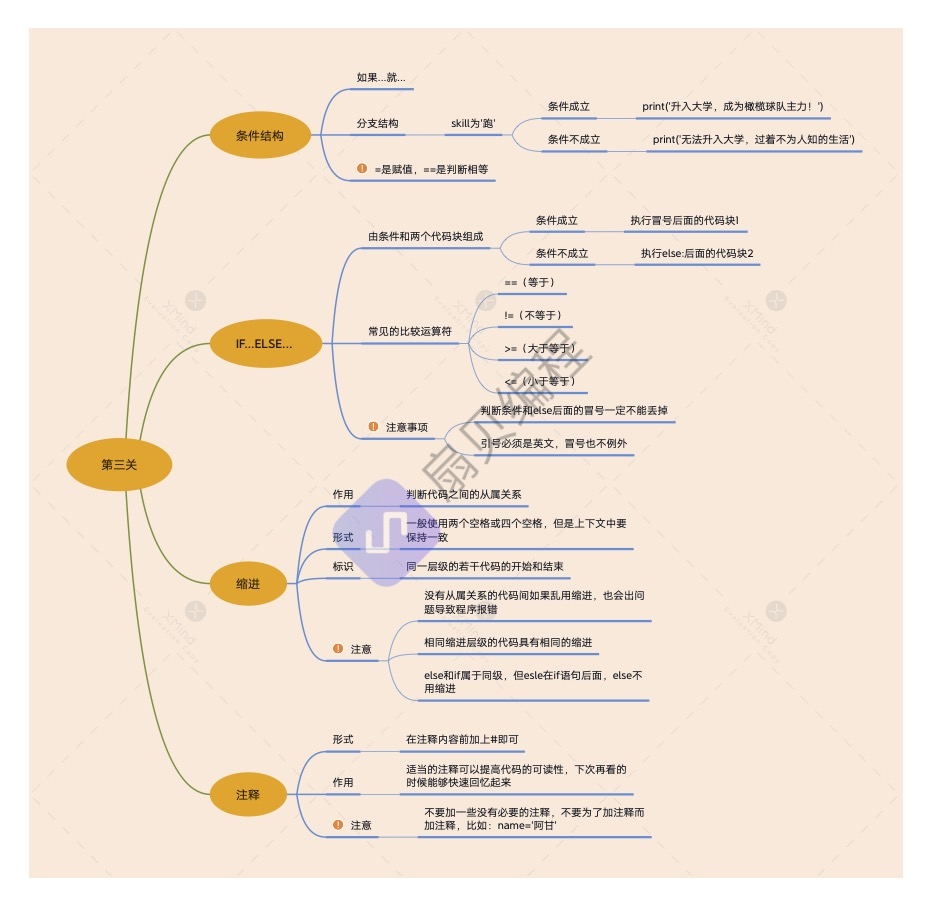 第三关
条件结构
如果...就...
分支结构
skill为'跑'
条件成立
print('升入大学，成为橄榄球队主力！')
条件不成立
print('无法升入大学，过着不为人知的生活')
=是赋值，==是判断相等
IF...ELSE...
由条件和两个代码块组成
条件成立
执行冒号后面的代码块1
条件不成立
执行else:后面的代码块2
常见的比较运算符
==（等于）
!=（不等于）
>=（大于等于）
<=（小于等于）
注意事项
判断条件和else后面的冒号一定不能丢掉
引号必须是英文，冒号也不例外
缩进
作用
判断代码之间的从属关系
形式
一般使用两个空格或四个空格，但是上下文中要
保持一致
标识
同一层级的若干代码的开始和结束
注意
没有从属关系的代码间如果乱用缩进，也会出问
题导致程序报错
相同缩进层级的代码具有相同的缩进
else和if属于同级，但esle在if语句后面，else不
用缩进
注释
形式
在注释内容前加上#即可
作用
适当的注释可以提高代码的可读性，下次再看的
时候能够快速回忆起来
注意
不要加一些没有必要的注释，不要为了加注释而
加注释，比如：name='阿甘'
扇贝编程
XMind
XMind
XMind
XMind
XMind
XMind